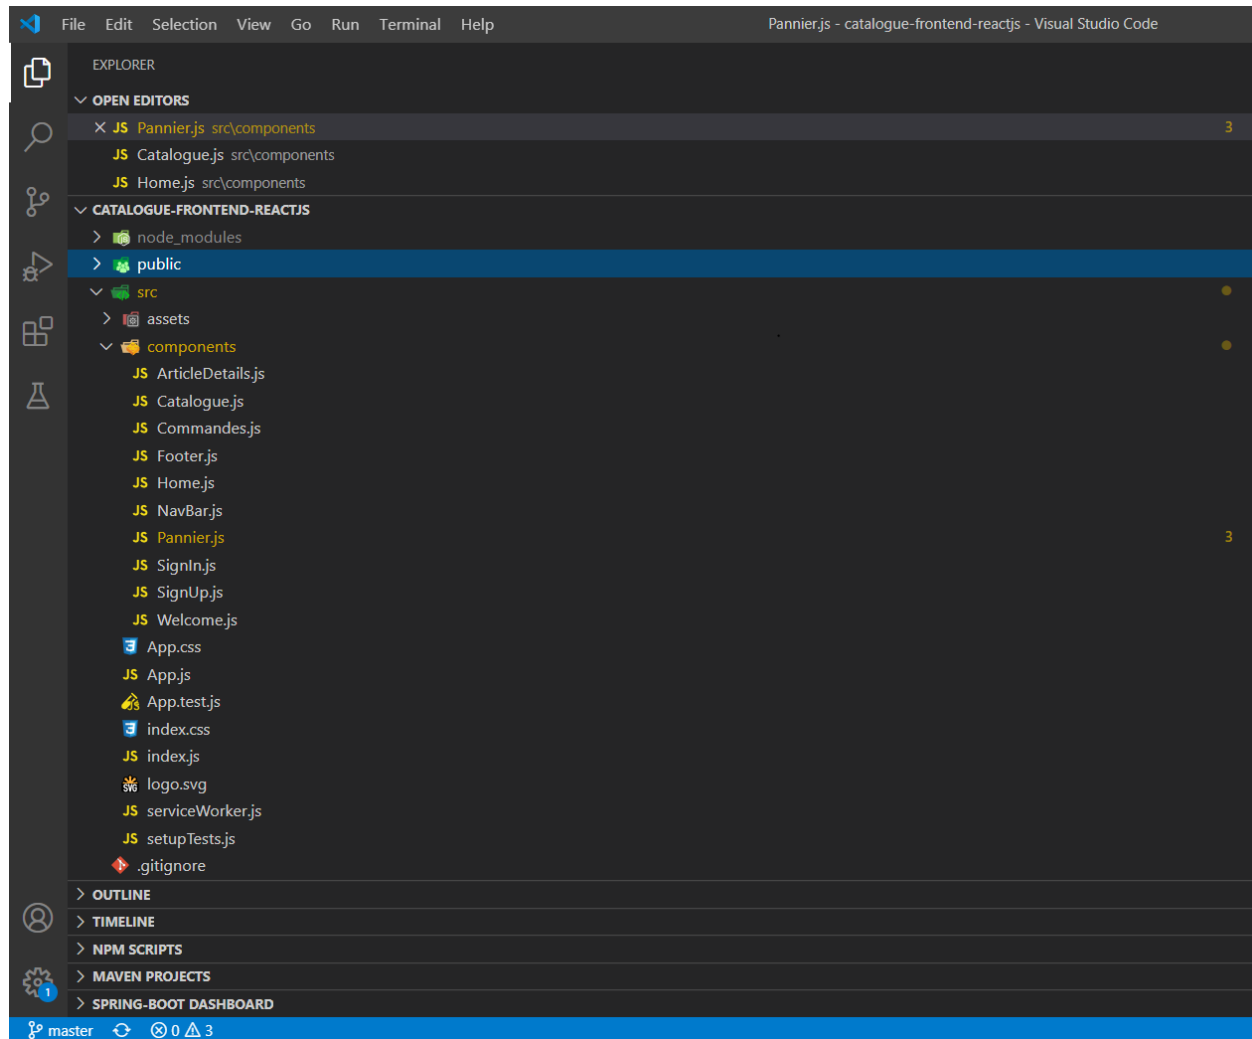 File Edit Selection View Go Run Terminal Help Pannier.js - catalogue-frontend-reactjs - Visual Studio Code
EXPLORER
OPEN EDITORS
JS Pannier.js src\components 3
JS Catalogue.js src\components
JS Home.js src\components
CATALOGUE-FRONTEND-REACTJS
node_modules
public
src
assets
components
JS ArticleDetails.js
JS Catalogue.js
JS Commandes.js
JS Footer.js
JS Home.js
JS NavBar.js
JS Pannier.js 3
JS SignIn.js
JS SignUp.js
JS Welcome.js
App.css
JS App.js
App.test.js
index.css
JS index.js
SVG logo.svg
JS serviceWorker.js
JS setupTests.js
.gitignore
OUTLINE
TIMELINE
NPM SCRIPTS
MAVEN PROJECTS
1
SPRING-BOOT DASHBOARD
master 0 3